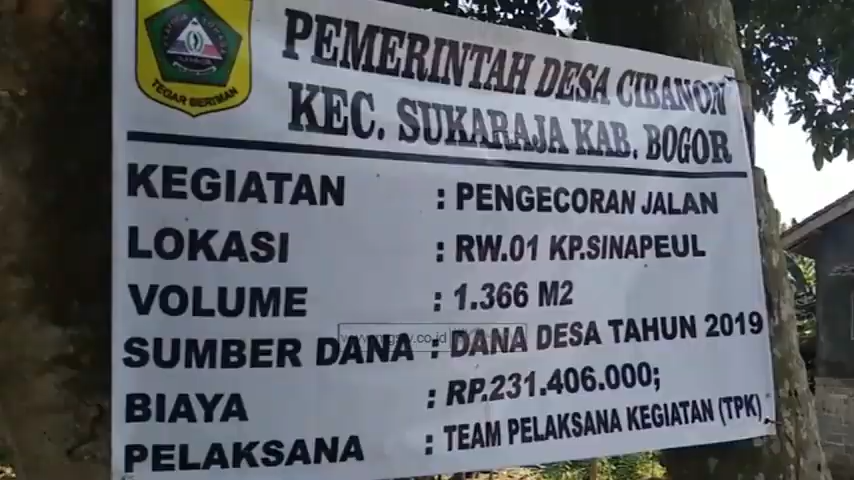 TEGAR BERIMAN
PEMERINTAH DESA CIBANON
KEC. SUKARAJA KAB. BOGOR
KEGIATAN : PENGECORAN JALAN
LOKASI : RW.01 KP.SINAPEUL
VOLUME : 1.366 M2
SUMBER DANA : DANA DESA TAHUN 2019
BIAYA : RP.231.406.000;
PELAKSANA : TEAM PELAKSANA KEGIATAN (TPK)